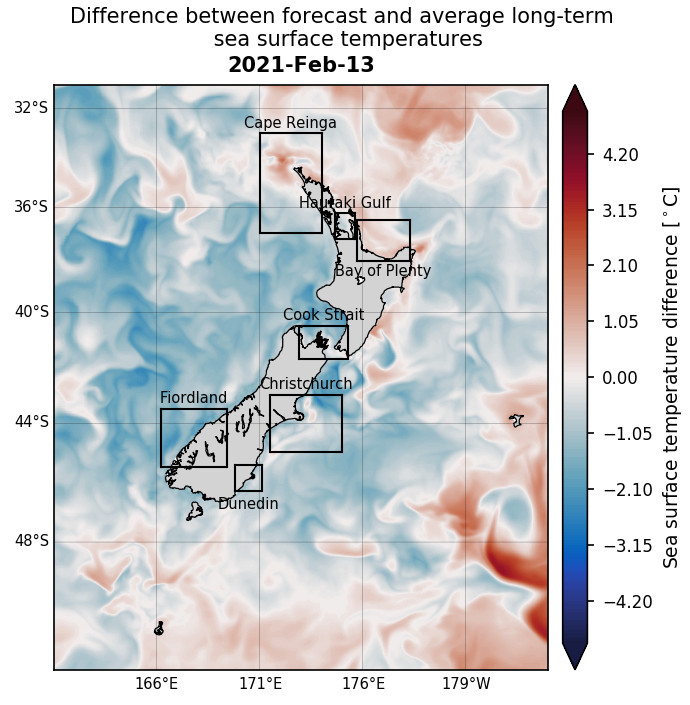 Difference between forecast and average long-term
sea surface temperatures
2021-Feb-13
32°S
36°S
40°S
44°S
48°S
166°E
171°E
176°E
179°W
Cape Reinga
Hauraki Gulf
Bay of Plenty
Cook Strait
Christchurch
Fiordland
Dunedin
4.20
3.15
2.10
1.05
0.00
−1.05
−2.10
−3.15
−4.20
Sea surface temperature difference [°C]